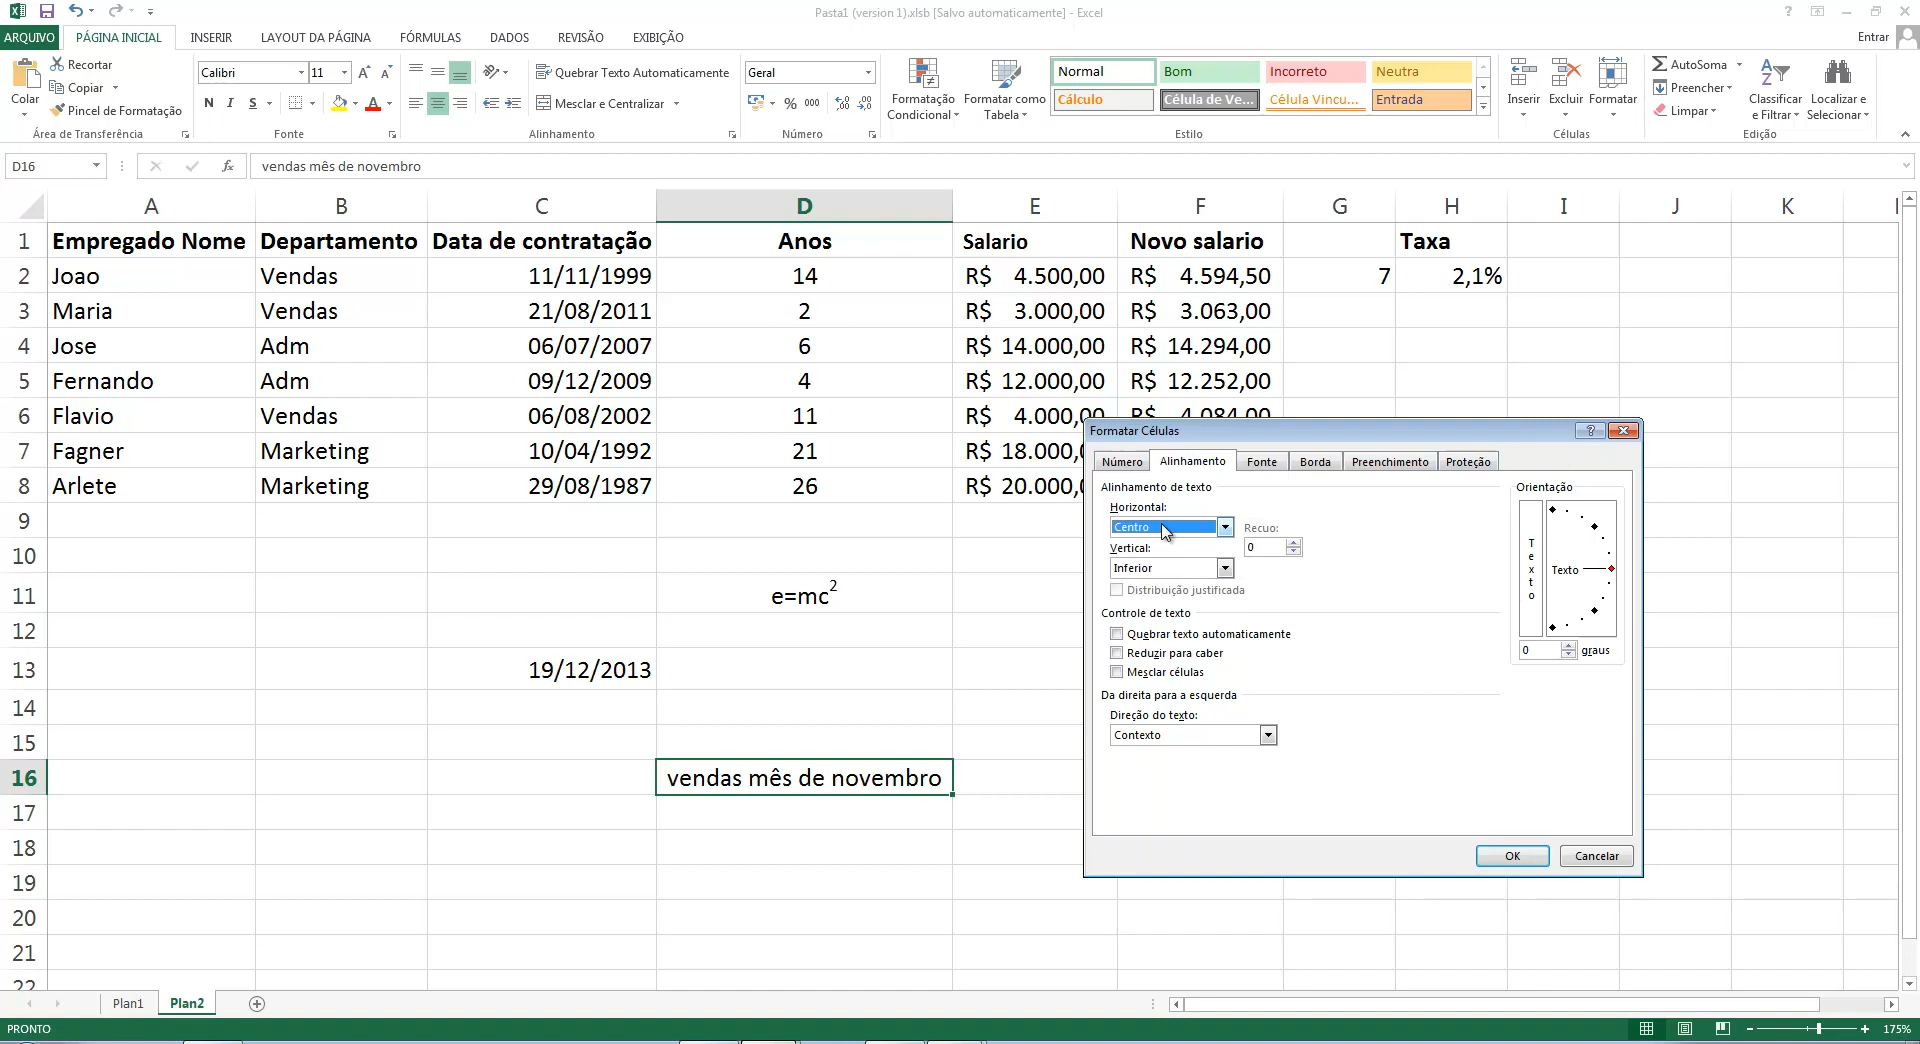 Pasta1 (version 1).xlsb [Salvo automaticamente] - Excel
ARQUIVO PÁGINA INICIAL INSERIR LAYOUT DA PÁGINA FÓRMULAS DADOS REVISÃO EXIBIÇÃO Entrar
Colar
Recortar
Copiar
Pincel de Formatação
Área de Transferência
Calibri 11
N I S
Fonte
Quebrar Texto Automaticamente
Mesclar e Centralizar
Alinhamento
Geral
% 000
Número
Formatação Condicional
Formatar como Tabela
Normal Bom Incorreto Neutra
Cálculo Célula de Ve... Célula Vincu... Entrada
Estilo
Inserir Excluir Formatar
Células
AutoSoma
Preencher
Limpar
Classificar e Filtrar
Localizar e Selecionar
Edição
D16 fx vendas mês de novembro
A B C D E F G H I J K
1 Empregado Nome Departamento Data de contratação Anos Salario Novo salario Taxa
2 Joao Vendas 11/11/1999 14 R$ 4.500,00 R$ 4.594,50 7 2,1%
3 Maria Vendas 21/08/2011 2 R$ 3.000,00 R$ 3.063,00
4 Jose Adm 06/07/2007 6 R$ 14.000,00 R$ 14.294,00
5 Fernando Adm 09/12/2009 4 R$ 12.000,00 R$ 12.252,00
6 Flavio Vendas 06/08/2002 11 R$ 4.000,00 R$ 4.084,00
7 Fagner Marketing 10/04/1992 21 R$ 18.000,
8 Arlete Marketing 29/08/1987 26 R$ 20.000,
9
10
11 e=mc²
12
13 19/12/2013
14
15
16 vendas mês de novembro
17
18
19
20
21
22
Formatar Células
Número Alinhamento Fonte Borda Preenchimento Proteção
Alinhamento de texto
Horizontal:
Centro
Recuo:
0
Vertical:
Inferior
Distribuição justificada
Controle de texto
Quebrar texto automaticamente
Reduzir para caber
Mesclar células
Da direita para a esquerda
Direção do texto:
Contexto
Orientação
Texto
Texto
0 graus
OK Cancelar
Plan1 Plan2
PRONTO 175%